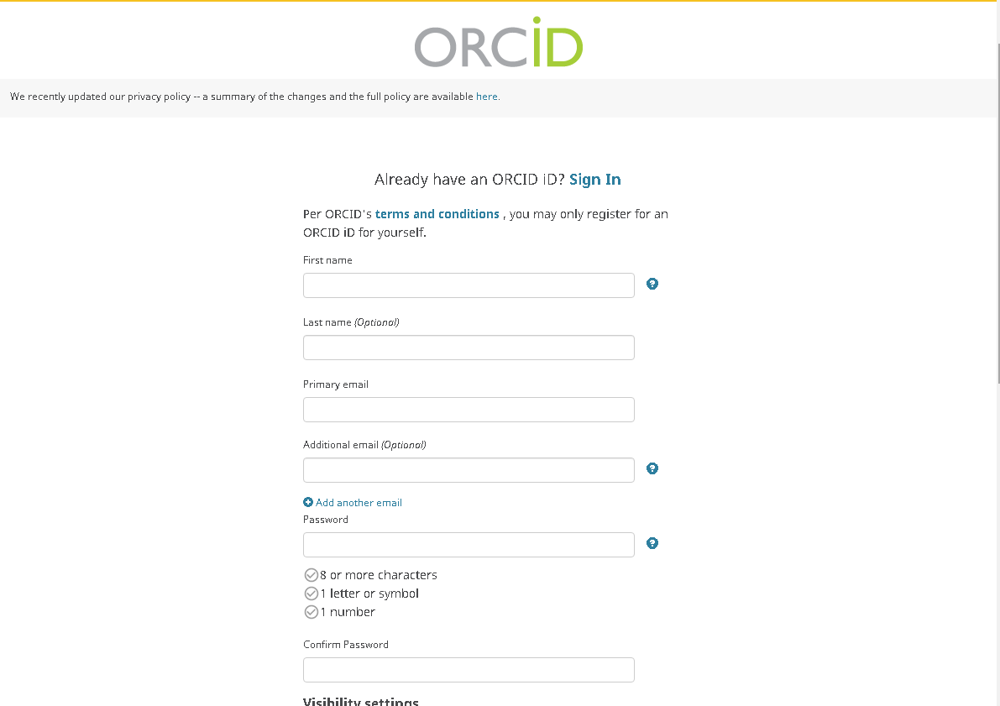 ORCiD
We recently updated our privacy policy -- a summary of the changes and the full policy are available here.
Already have an ORCID iD? Sign In
Per ORCID's terms and conditions , you may only register for an
ORCID iD for yourself.
First name
Last name (Optional)
Primary email
Additional email (Optional)
Add another email
Password
8 or more characters
1 letter or symbol
1 number
Confirm Password
Visibility settings